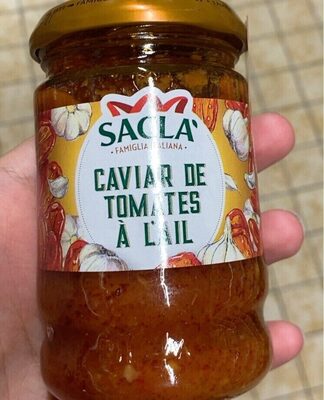 SACLA'
FAMIGLIA ITALIANA
CAVIAR DE
TOMATES
À L'AIL